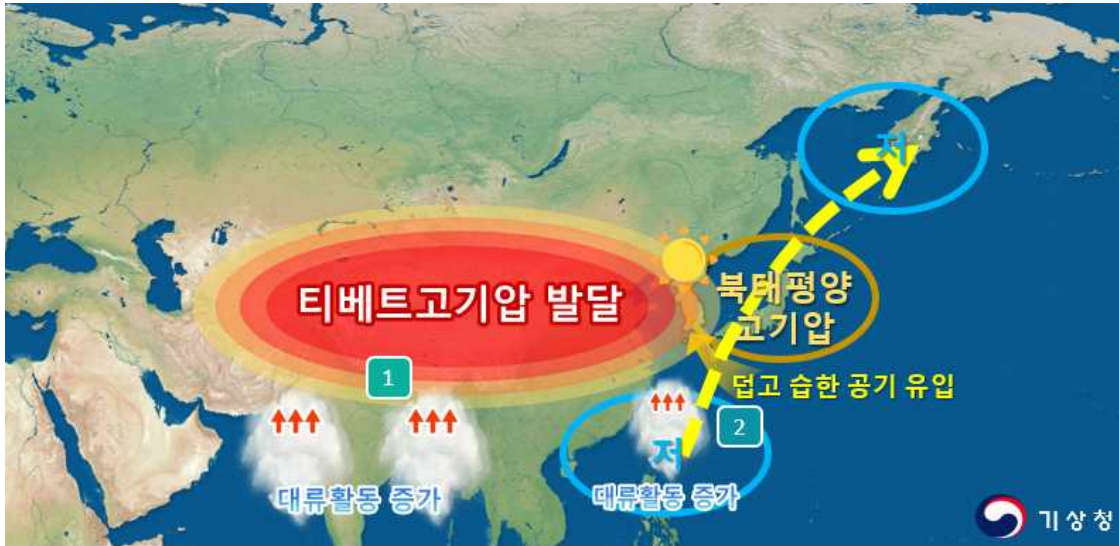 저
티베트고기압 발달
북태평양
고기압
1
덥고 습한 공기 유입
2
저
대류활동 증가
대류활동 증가
기상청